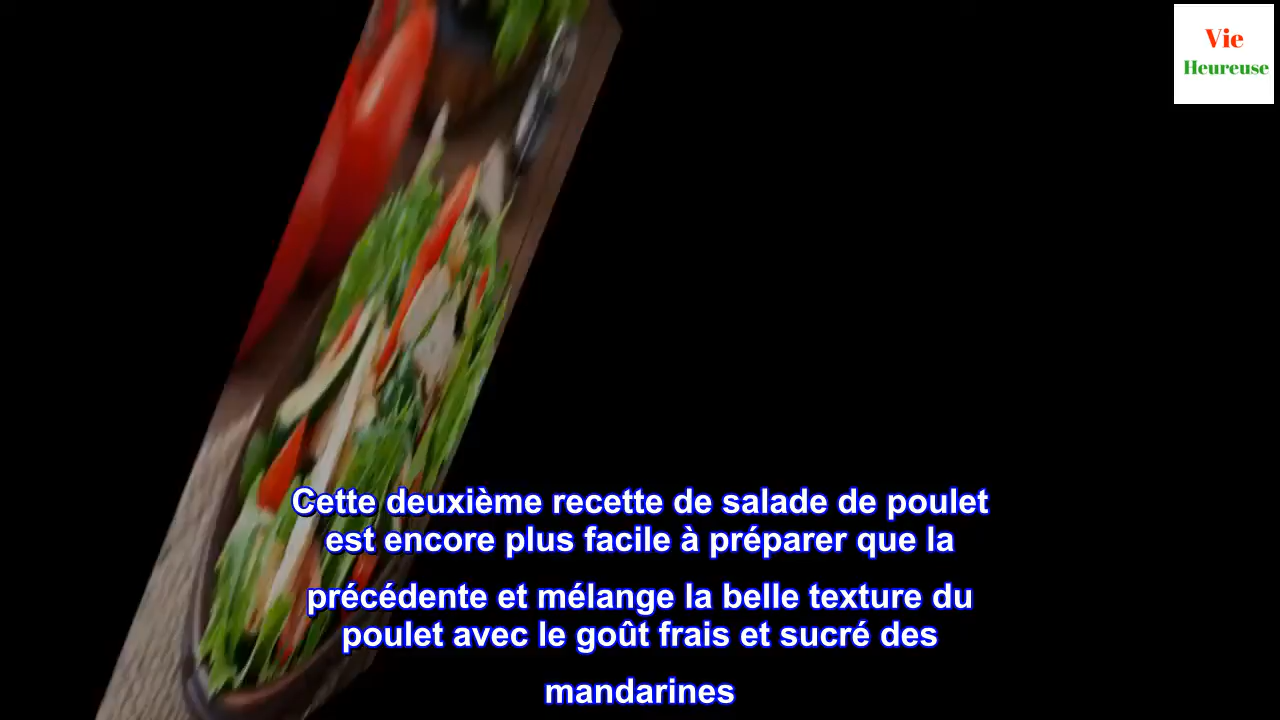 Vie
Heureuse
Cette deuxième recette de salade de poulet
est encore plus facile à préparer que la
précédente et mélange la belle texture du
poulet avec le goût frais et sucré des
mandarines